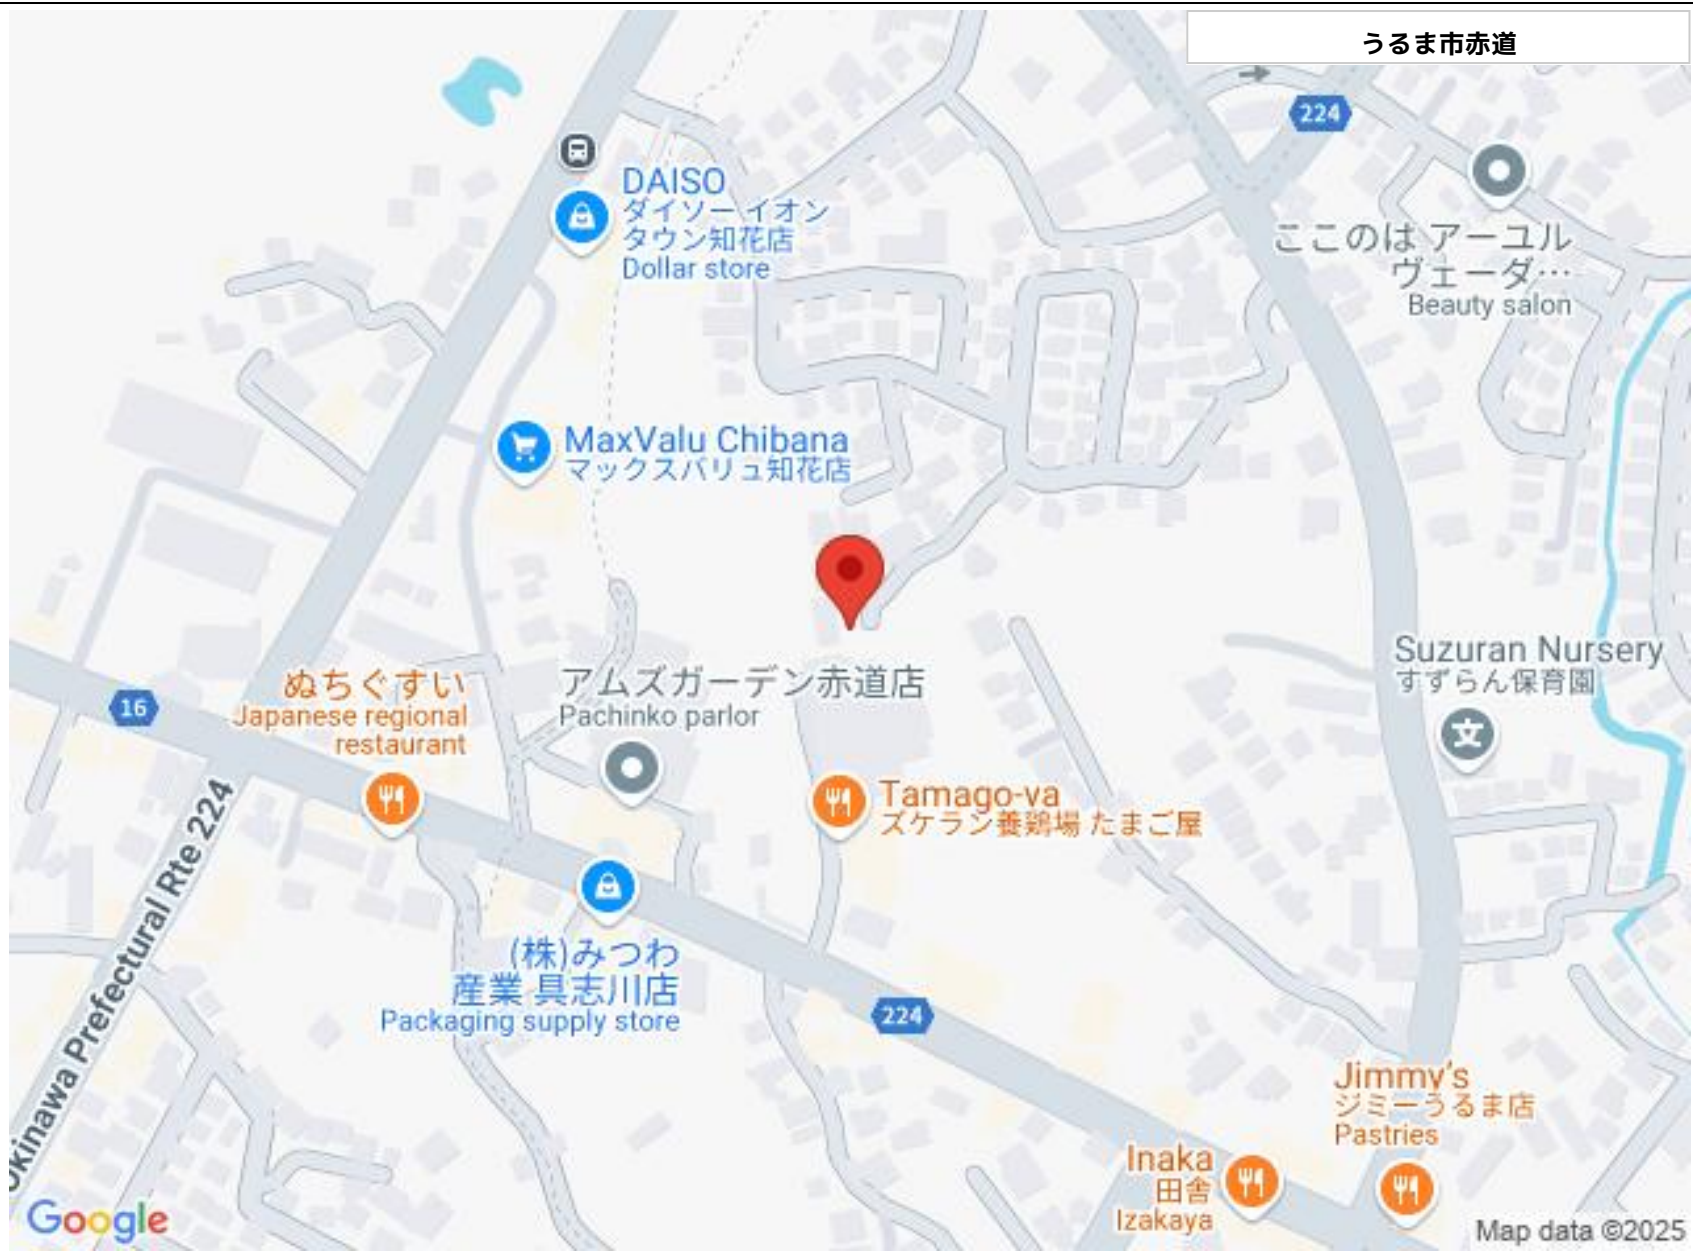 うるま市赤道
224
DAISO
ダイソー イオン
タウン知花店
Dollar store
ここのは アーユル
ヴェーダ…
Beauty salon
MaxValu Chibana
マックスバリュ知花店
Suzuran Nursery
すずらん保育園
ぬちぐすい
Japanese regional
restaurant
16
アムズガーデン赤道店
Pachinko parlor
Tamago-ya
ズケラン養鶏場 たまご屋
Okinawa Prefectural Rte 224
(株)みつわ
産業 具志川店
Packaging supply store
224
Jimmy's
ジミーうるま店
Pastries
Inaka
田舎
Izakaya
文
Google
Map data ©2025